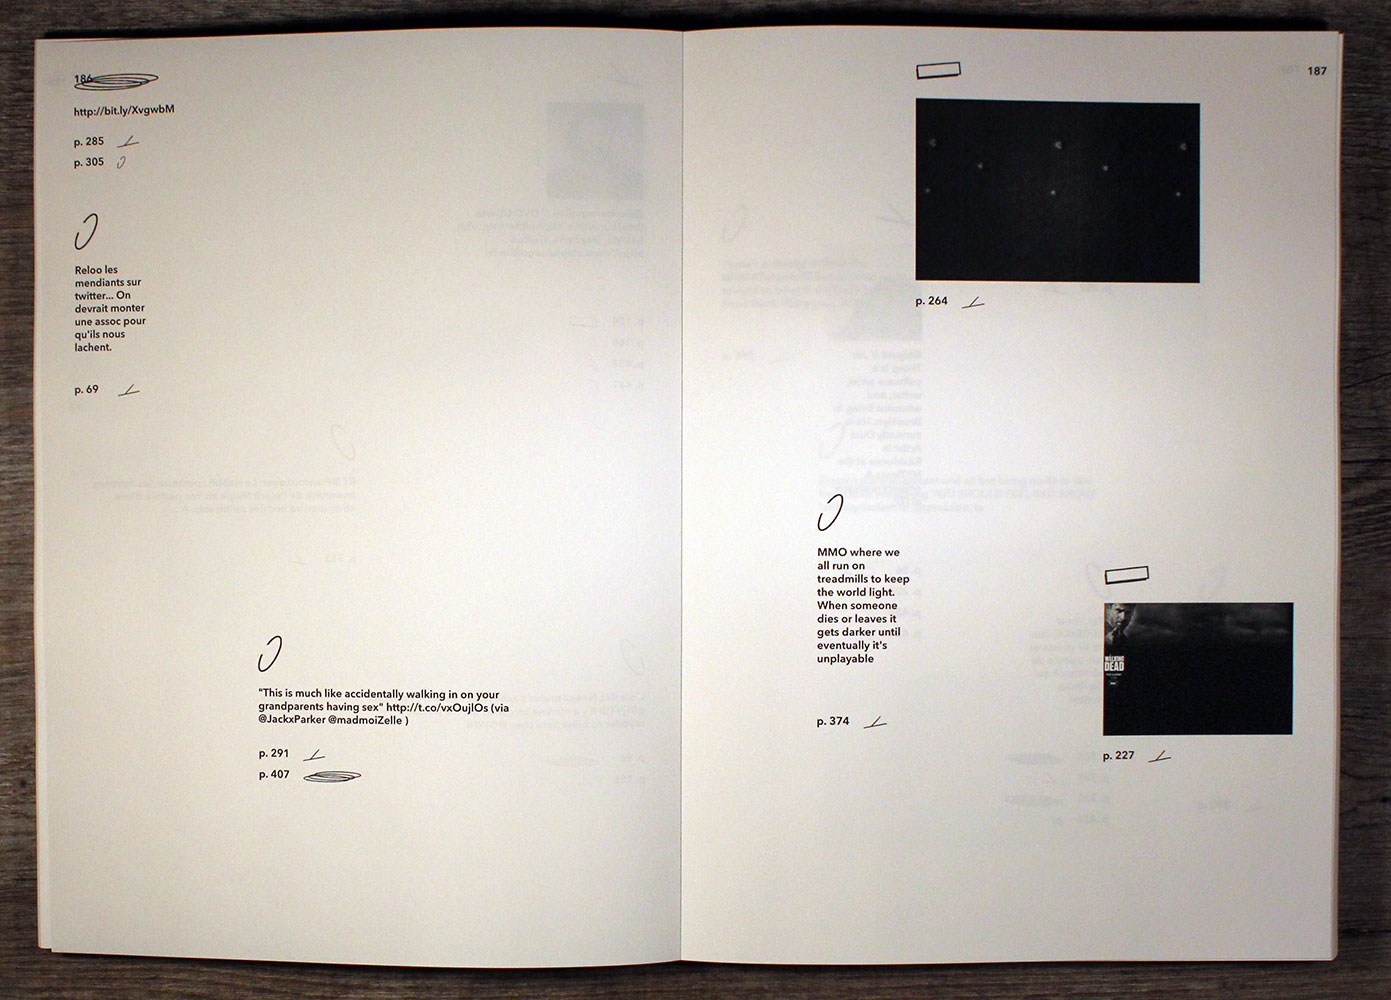 186
http://bit.ly/XvgwbM
p. 285
p. 305
Reloo les
mendiants sur
twitter... On
devrait monter
une assoc pour
qu'ils nous
lachent.
p. 69
"This is much like accidentally walking in on your
grandparents having sex" http://t.co/vxOujlOs (via
@JackxParker @madmoiZelle )
p. 291
p. 407
187
p. 264
MMO where we
all run on
treadmills to keep
the world light.
When someone
dies or leaves it
gets darker until
eventually it's
unplayable
p. 374
WALKING
DEAD
p. 227